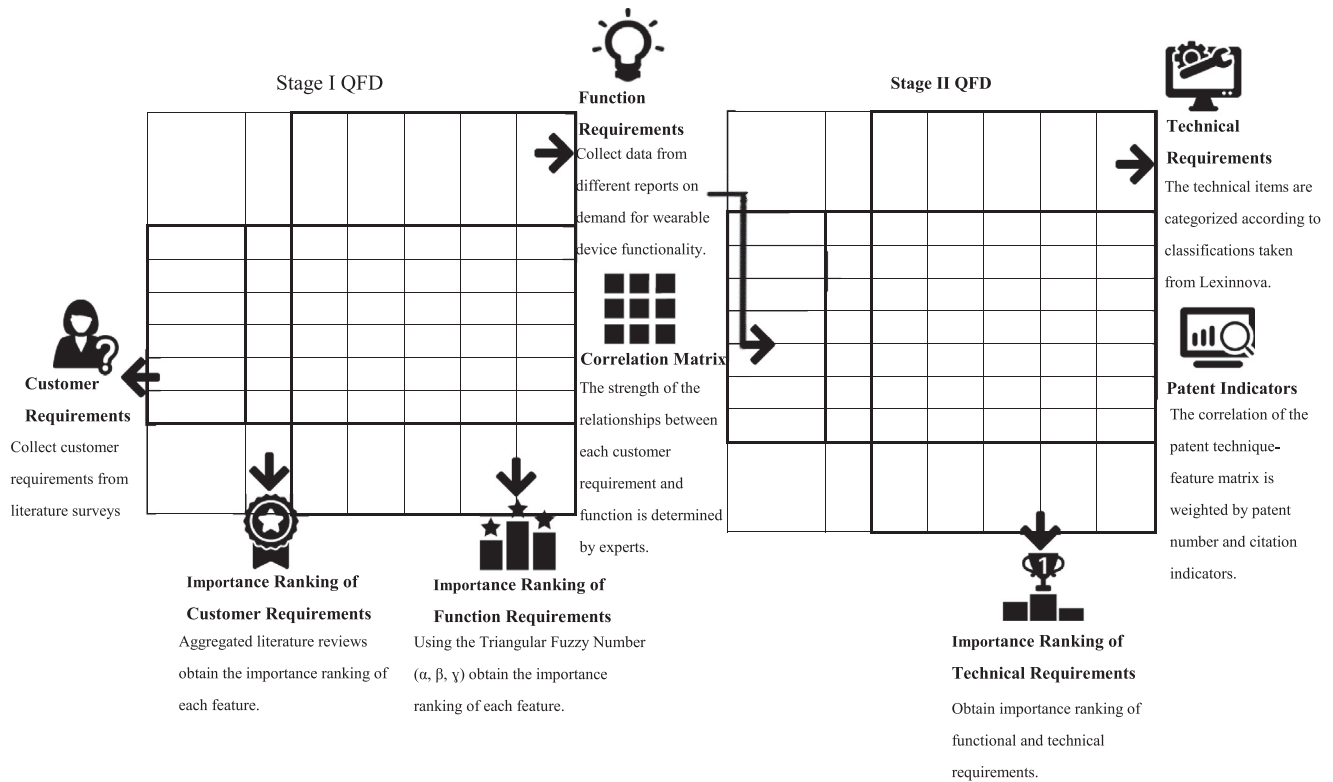 Stage I QFD
Function
Requirements
Collect data from
different reports on
demand for wearable
device functionality.
Correlation Matrix
The strength of the
relationships between
each customer
requirement and
function is determined
by experts.
Customer
Requirements
Collect customer
requirements from
literature surveys
Importance Ranking of
Customer Requirements
Aggregated literature reviews
obtain the importance ranking of
each feature.
Importance Ranking of
Function Requirements
Using the Triangular Fuzzy Number
(α, β, γ) obtain the importance
ranking of each feature.
Stage II QFD
Technical
Requirements
The technical items are
categorized according to
classifications taken
from Lexinnova.
Patent Indicators
The correlation of the
patent technique-
feature matrix is
weighted by patent
number and citation
indicators.
1
Importance Ranking of
Technical Requirements
Obtain importance ranking of
functional and technical
requirements.